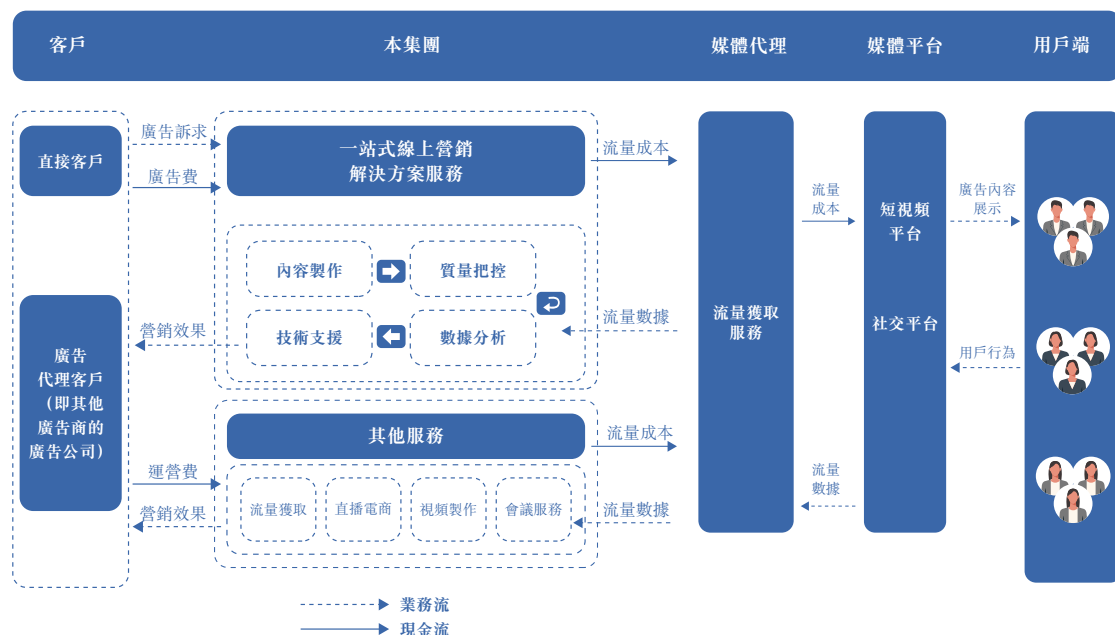 客戶
本集團
媒體代理
媒體平台
用戶端
直接客戶
廣告訴求
廣告費
一站式線上營銷
解決方案服務
流量成本
內容製作
質量把控
技術支援
數據分析
營銷效果
流量數據
廣告
代理客戶
（即其他
廣告商的
廣告公司）
其他服務
流量成本
運營費
營銷效果
流量獲取
直播電商
視頻製作
會議服務
流量數據
流量獲取
服務
流量
成本
流量
數據
短視頻
平台
社交平台
廣告內容
展示
用戶行為
業務流
現金流